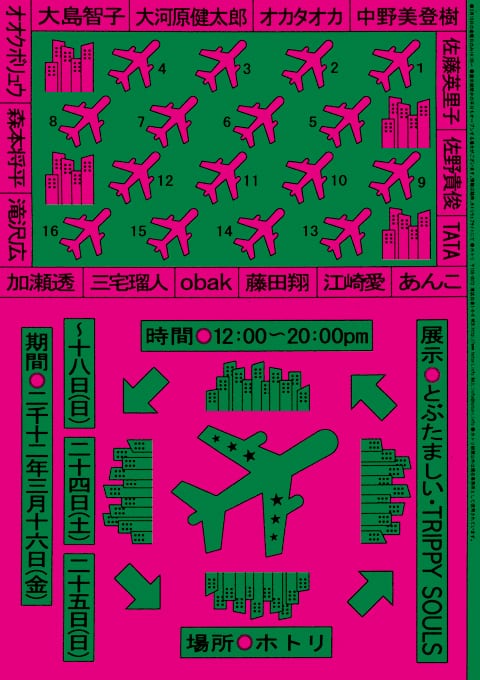 大島智子
大河原健太郎
オカタオカ
中野美登樹
佐藤英里子
佐野貴俊
TATA
オオクボリュウ
森本将平
滝沢広
1
2
3
4
5
6
7
8
9
10
11
12
13
14
15
16
加瀬透
三宅瑠人
obak
藤田翔
江崎愛
あんこ
展示●とぶたましい・TRIPPY SOULS
時間●12:00〜20:00pm
期間●二千十二年三月十六日(金)
〜十八日(日)
二十四日(土)
二十五日(日)
場所●ホトリ